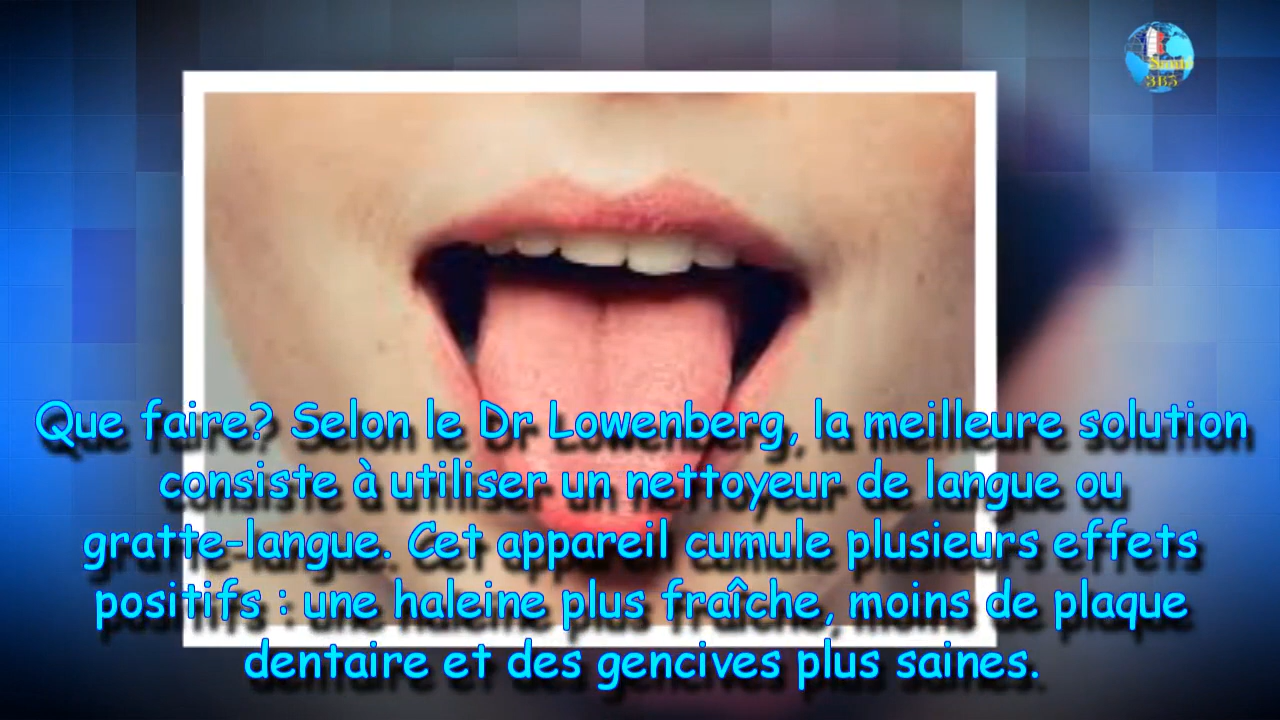 365
Que faire? Selon le Dr Lowenberg, la meilleure solution
consiste à utiliser un nettoyeur de langue ou
gratte-langue. Cet appareil cumule plusieurs effets
positifs : une haleine plus fraîche, moins de plaque
dentaire et des gencives plus saines.